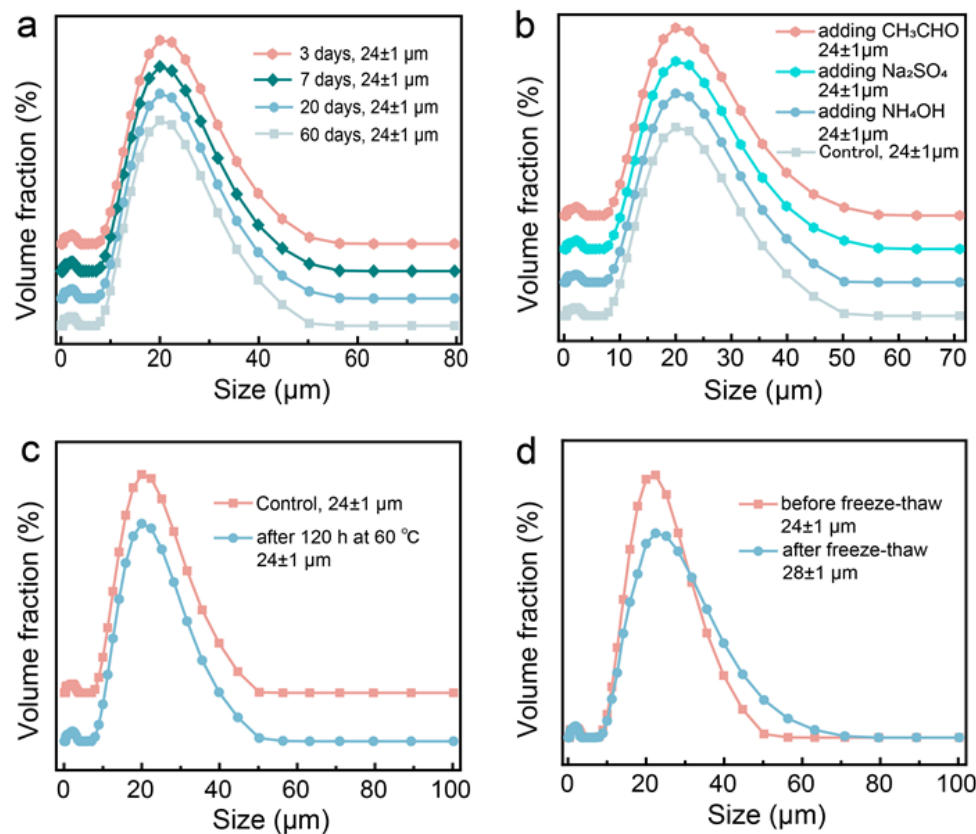 a
3 days, 24±1 μm
7 days, 24±1 μm
20 days, 24±1 μm
60 days, 24±1 μm
Volume fraction (%)
0 20 40 60 80
Size (μm)
b
adding CH₃CHO
24±1μm
adding Na₂SO₄
24±1μm
adding NH₄OH
24±1μm
Control, 24±1μm
Volume fraction (%)
0 10 20 30 40 50 60 70
Size (μm)
c
Control, 24±1 μm
after 120 h at 60 °C
24±1 μm
Volume fraction (%)
0 20 40 60 80 100
Size (μm)
d
before freeze-thaw
24±1 μm
after freeze-thaw
28±1 μm
Volume fraction (%)
0 20 40 60 80 100
Size (μm)